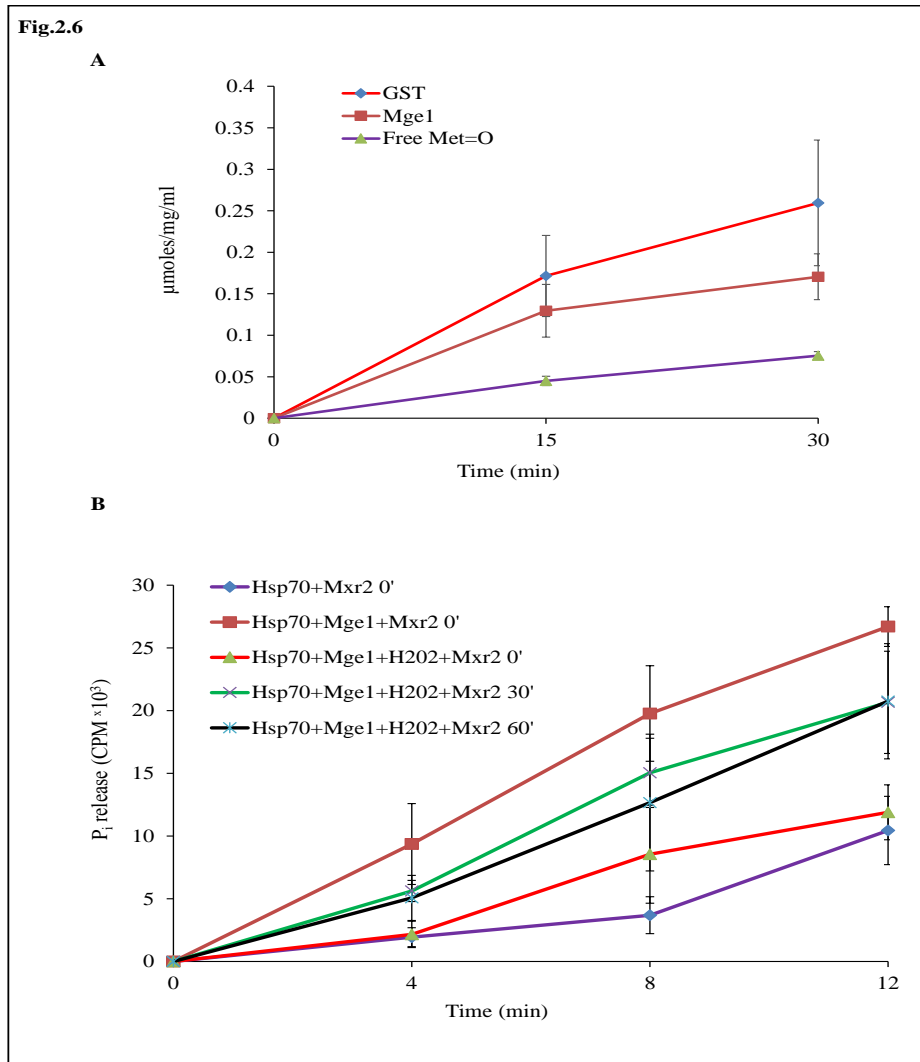 Fig.2.6
A
GST
Mge1
Free Met=O
0.4
0.35
0.3
0.25
0.2
0.15
0.1
0.05
0
µmoles/mg/ml
0 15 30
Time (min)
B
Hsp70+Mxr2 0'
Hsp70+Mge1+Mxr2 0'
Hsp70+Mge1+H202+Mxr2 0'
Hsp70+Mge1+H202+Mxr2 30'
Hsp70+Mge1+H202+Mxr2 60'
30
25
20
15
10
5
0
Pi release (CPM x10³)
0 4 8 12
Time (min)